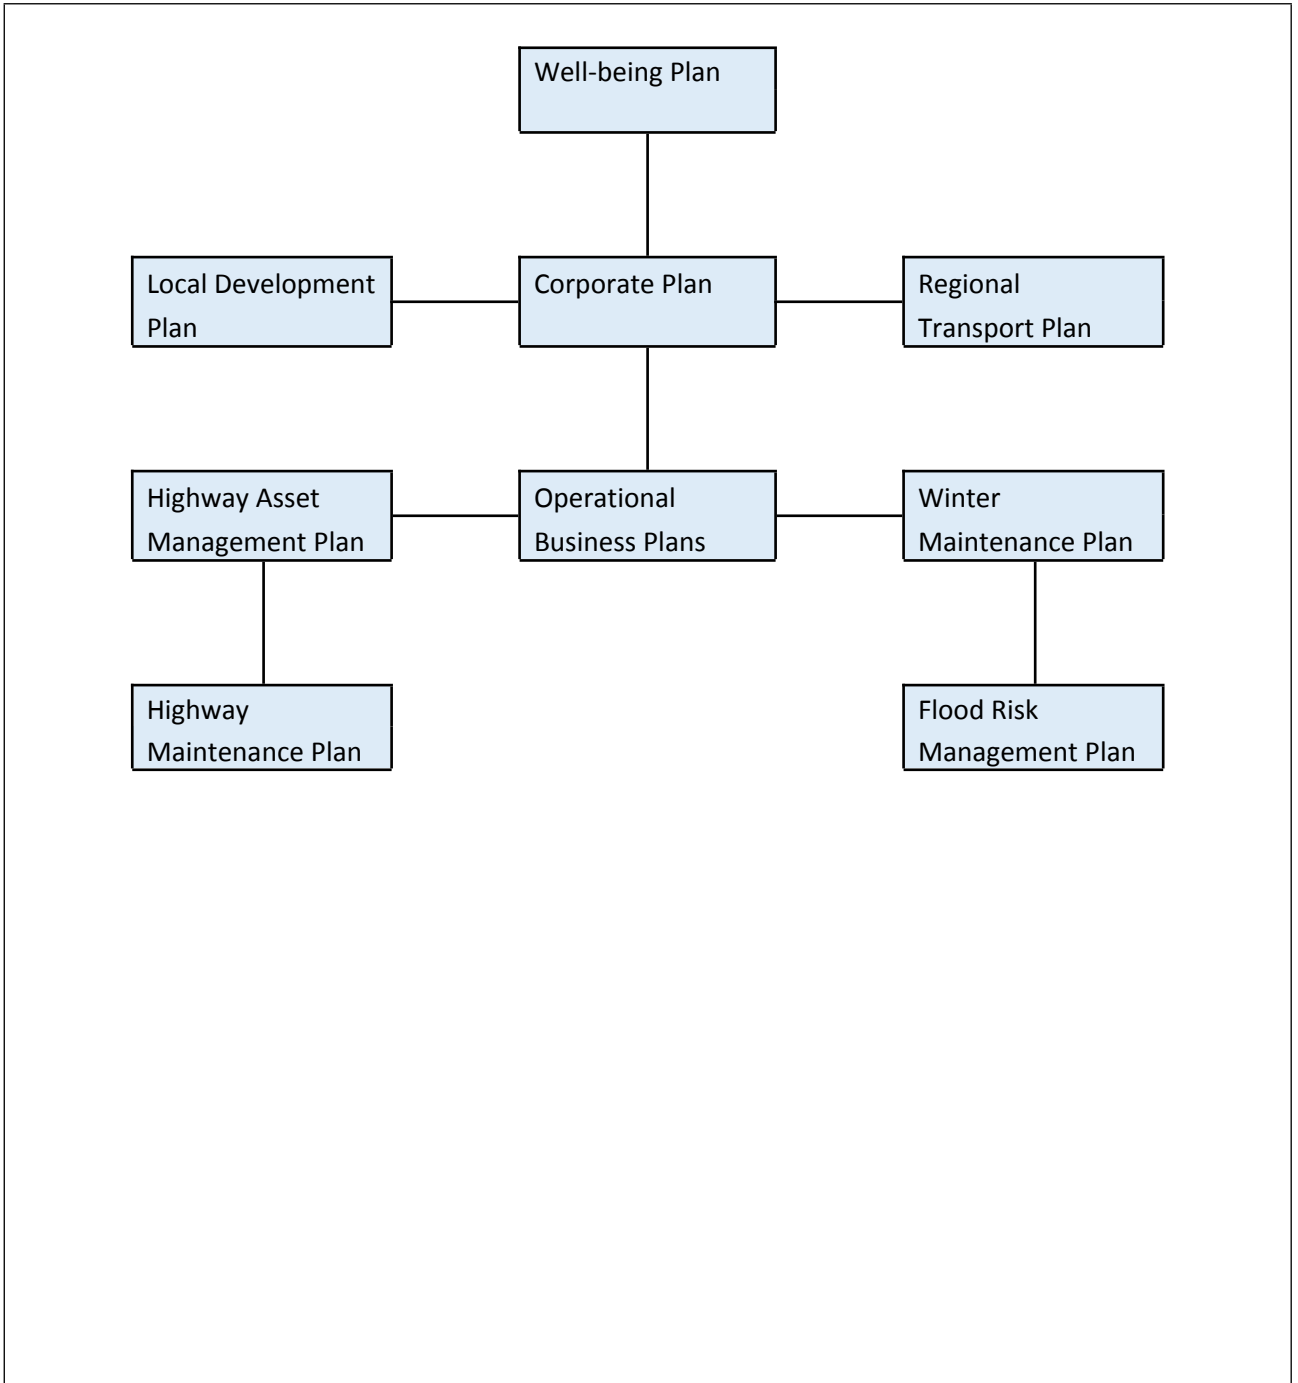 Well-being Plan
Local Development
Plan
Corporate Plan
Regional
Transport Plan
Highway Asset
Management Plan
Operational
Business Plans
Winter
Maintenance Plan
Highway
Maintenance Plan
Flood Risk
Management Plan